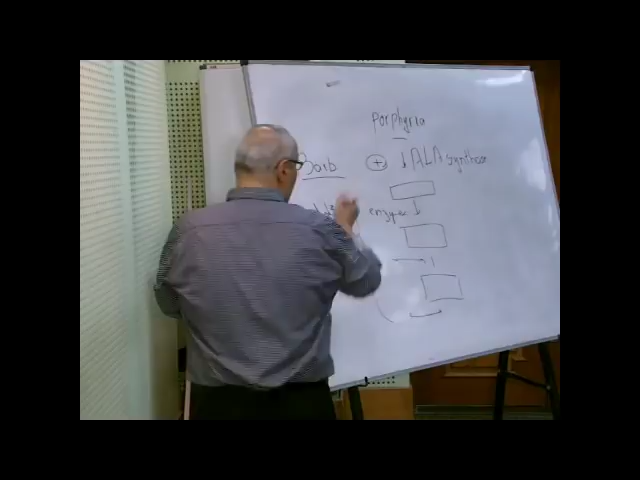 Porphyria
Barb + ↓ ALA synthase
enzyme ↓